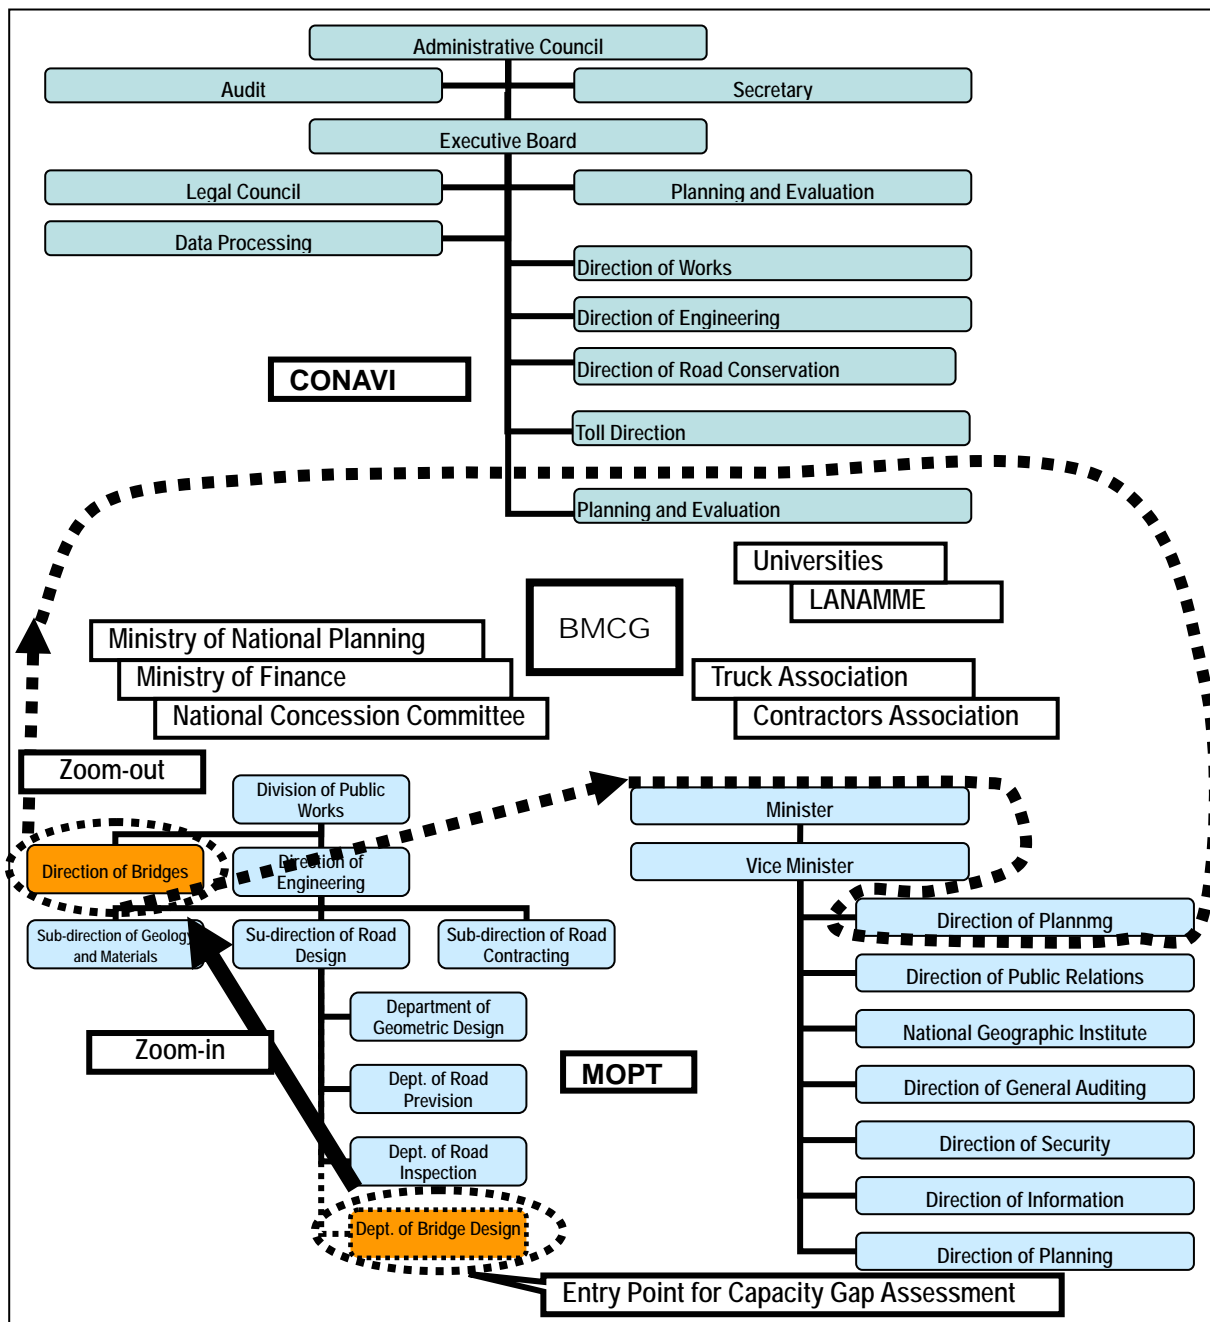 Administrative Council
Audit
Secretary
Executive Board
Legal Council
Planning and Evaluation
Data Processing
Direction of Works
Direction of Engineering
Direction of Road Conservation
CONAVI
Toll Direction
Planning and Evaluation
Universities
LANAMME
BMCG
Ministry of National Planning
Ministry of Finance
National Concession Committee
Truck Association
Contractors Association
Zoom-out
Division of Public
Works
Minister
Direction of Bridges
Direction of
Engineering
Vice Minister
Sub-direction of Geology
and Materials
Su-direction of Road
Design
Sub-direction of Road
Contracting
Direction of Plannmg
Direction of Public Relations
Department of
Geometric Design
National Geographic Institute
Zoom-in
MOPT
Dept. of Road
Prevision
Direction of General Auditing
Dept. of Road
Inspection
Direction of Security
Direction of Information
Dept. of Bridge Design
Direction of Planning
Entry Point for Capacity Gap Assessment